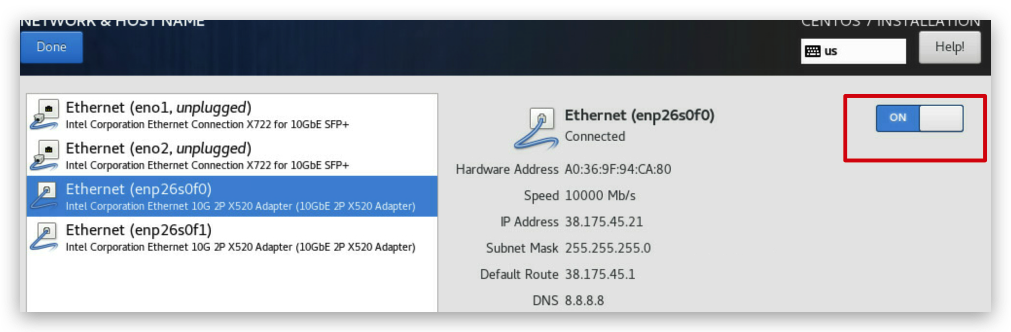 NETWORK & HOST NAME
CENTOS 7 INSTALLATION
Done
us
Help!
Ethernet (eno1, unplugged)
Intel Corporation Ethernet Connection X722 for 10GbE SFP+
Ethernet (eno2, unplugged)
Intel Corporation Ethernet Connection X722 for 10GbE SFP+
Ethernet (enp26s0f0)
Intel Corporation Ethernet 10G 2P X520 Adapter (10GbE 2P X520 Adapter)
Ethernet (enp26s0f1)
Intel Corporation Ethernet 10G 2P X520 Adapter (10GbE 2P X520 Adapter)
Ethernet (enp26s0f0)
Connected
ON
Hardware Address A0:36:9F:94:CA:80
Speed 10000 Mb/s
IP Address 38.175.45.21
Subnet Mask 255.255.255.0
Default Route 38.175.45.1
DNS 8.8.8.8